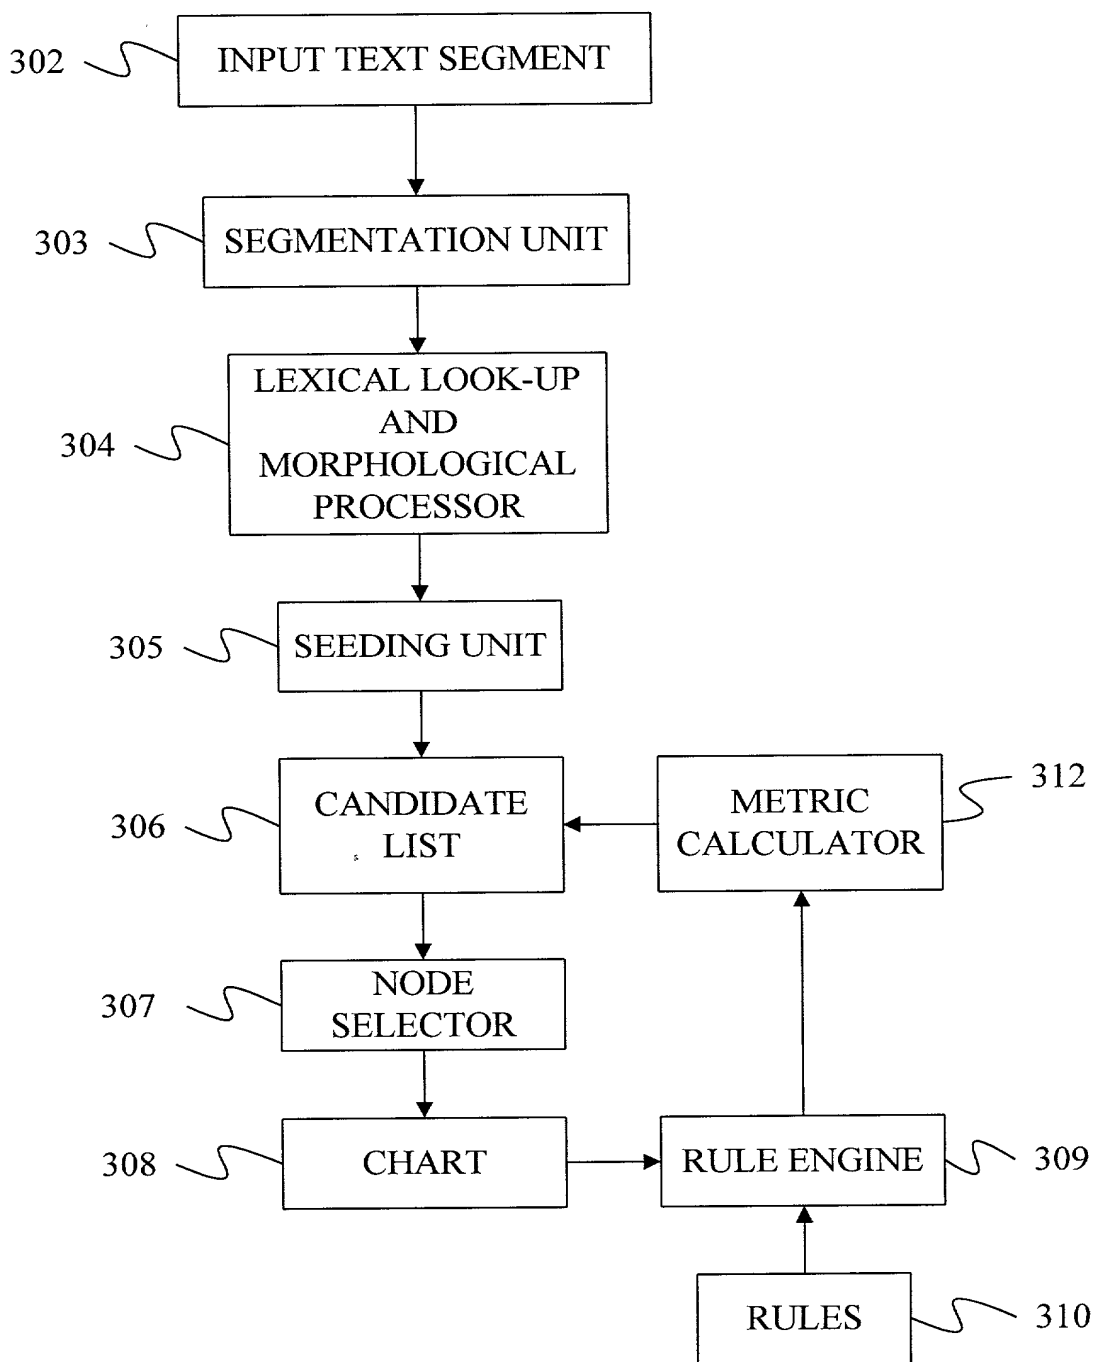 302
INPUT TEXT SEGMENT
303
SEGMENTATION UNIT
304
LEXICAL LOOK-UP
AND
MORPHOLOGICAL
PROCESSOR
305
SEEDING UNIT
306
CANDIDATE
LIST
METRIC
CALCULATOR
312
307
NODE
SELECTOR
308
CHART
RULE ENGINE
309
RULES
310